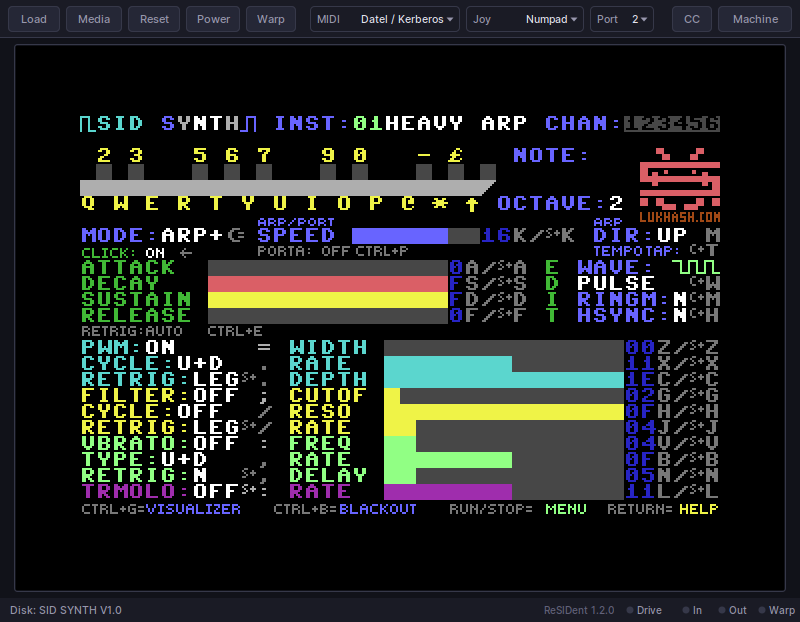 Load Media Reset Power Warp MIDI Datel / Kerberos Joy Numpad Port 2 CC Machine
SID SYNTH INST:01HEAVY ARP CHAN:123456
2 3 5 6 7 9 0 - £ NOTE:
Q W E R T Y U I O P @ * ↑ OCTAVE:2
LUKHASH.COM
ARP/PORT ARP
MODE:ARP+ SPEED 16K/S+K DIR:UP M
CLICK: ON ← PORTA: OFF CTRL+P TEMPOTAP: C+T
ATTACK 0A/S+A E WAVE:
DECAY FS/S+S D PULSE C+W
SUSTAIN FD/S+D I RINGM:NC+M
RELEASE 0F/S+F T HSYNC:NC+H
RETRIG:AUTO CTRL+E
PWM:ON = WIDTH 00Z/S+Z
CYCLE:U+D . RATE 11X/S+X
RETRIG:LEGS+. DEPTH 1EC/S+C
FILTER:OFF ; CUTOF 02G/S+G
CYCLE:OFF / RESO 0FH/S+H
RETRIG:LEGS+/ RATE 04J/S+J
VBRATO:OFF : FREQ 04V/S+V
TYPE:U+D , RATE 0FB/S+B
RETRIG:N S+, DELAY 05N/S+N
TRMOLO:OFFS+: RATE 11L/S+L
CTRL+G=VISUALIZER CTRL+B=BLACKOUT RUN/STOP= MENU RETURN= HELP
Disk: SID SYNTH V1.0 ReSIDent 1.2.0 Drive In Out Warp